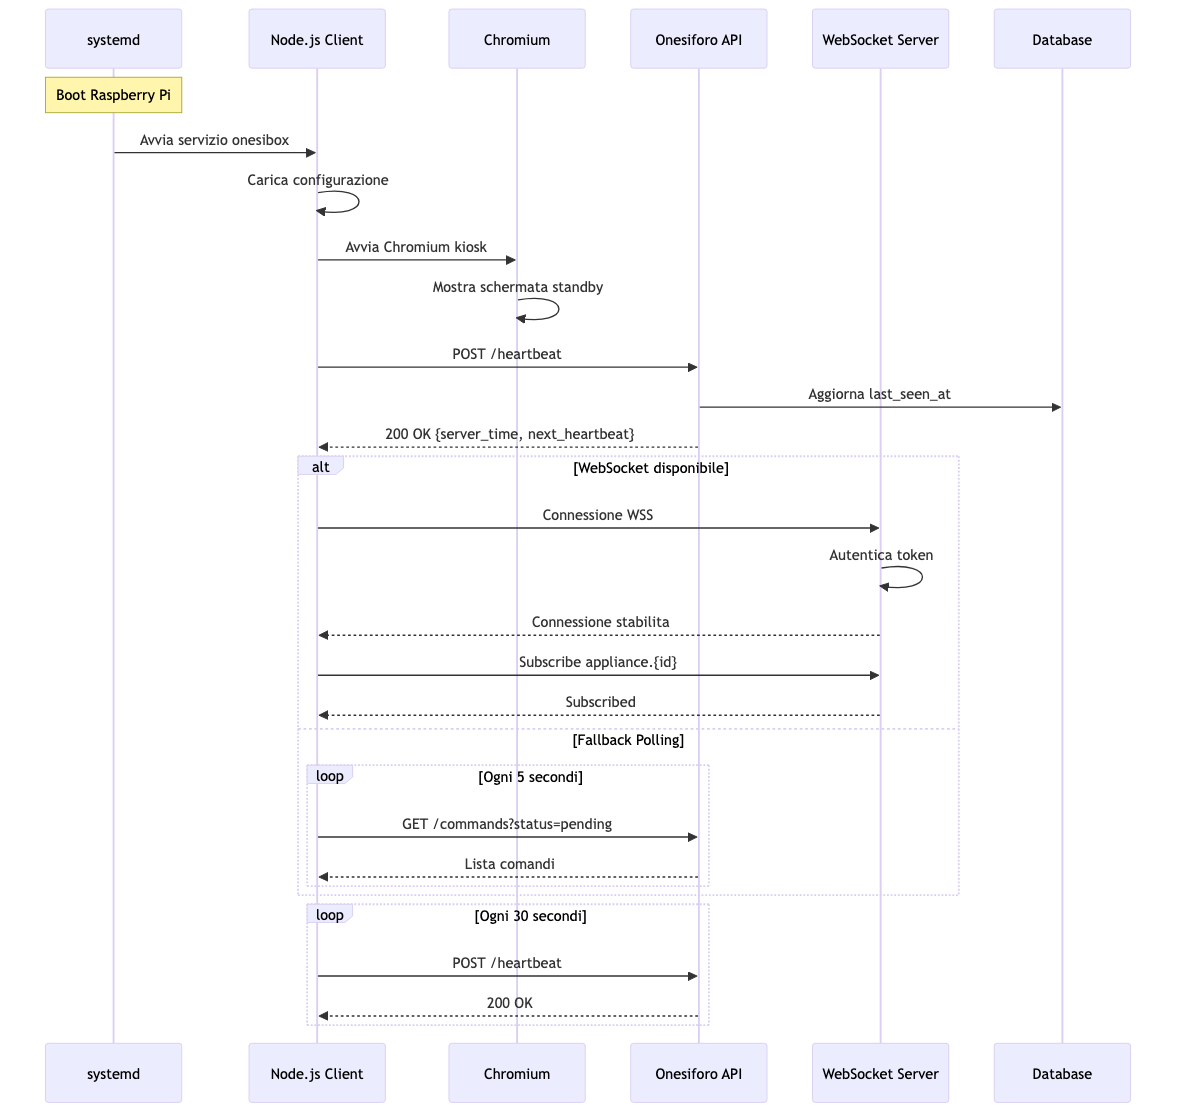 systemd
Node.js Client
Chromium
Onesiforo API
WebSocket Server
Database
Boot Raspberry Pi
Avvia servizio onesibox
Carica configurazione
Avvia Chromium kiosk
Mostra schermata standby
POST /heartbeat
Aggiorna last_seen_at
200 OK {server_time, next_heartbeat}
alt
[WebSocket disponibile]
Connessione WSS
Autentica token
Connessione stabilita
Subscribe appliance.{id}
Subscribed
[Fallback Polling]
loop
[Ogni 5 secondi]
GET /commands?status=pending
Lista comandi
loop
[Ogni 30 secondi]
POST /heartbeat
200 OK
systemd
Node.js Client
Chromium
Onesiforo API
WebSocket Server
Database